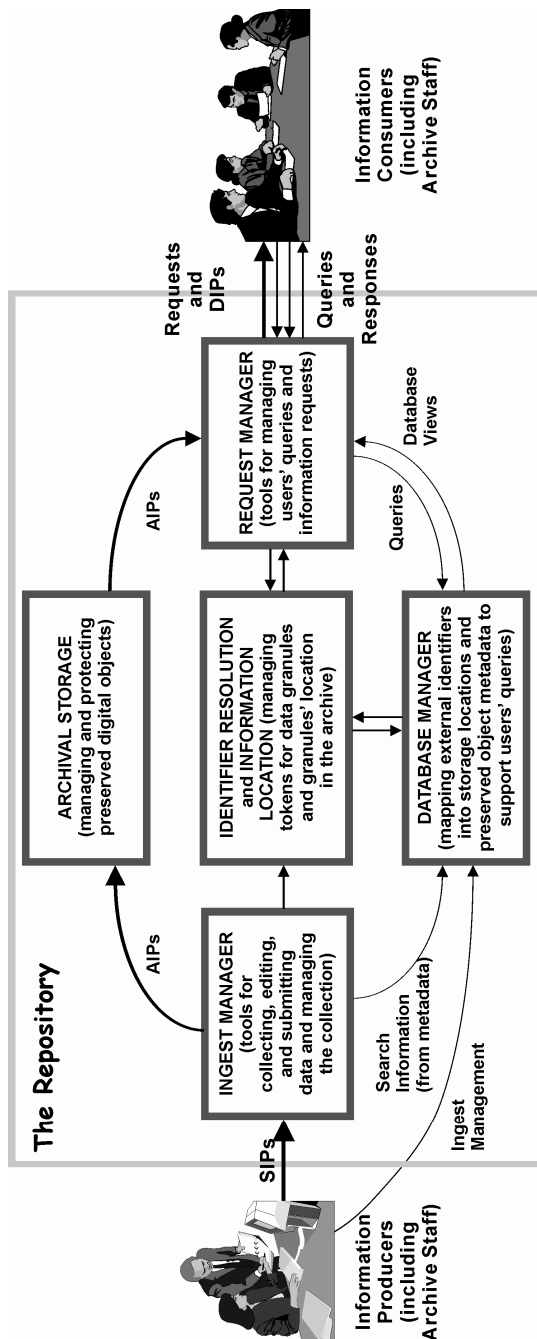 The Repository
Information
Producers
(including
Archive Staff)
SIPs
Ingest
Management
INGEST MANAGER
(tools for
collecting, editing,
and submitting
data and managing
the collection)
AIPs
Search
Information
(from metadata)
ARCHIVAL STORAGE
(managing and protecting
preserved digital objects)
IDENTIFIER RESOLUTION
and INFORMATION
LOCATION (managing
tokens for data granules
and granules' location
in the archive)
DATABASE MANAGER
(mapping external identifiers
into storage locations and
preserved object metadata to
support users' queries)
AIPs
Queries
Database
Views
REQUEST MANAGER
(tools for managing
users' queries and
information requests)
Requests
and
DIPs
Queries
and
Responses
Information
Consumers
(including
Archive Staff)